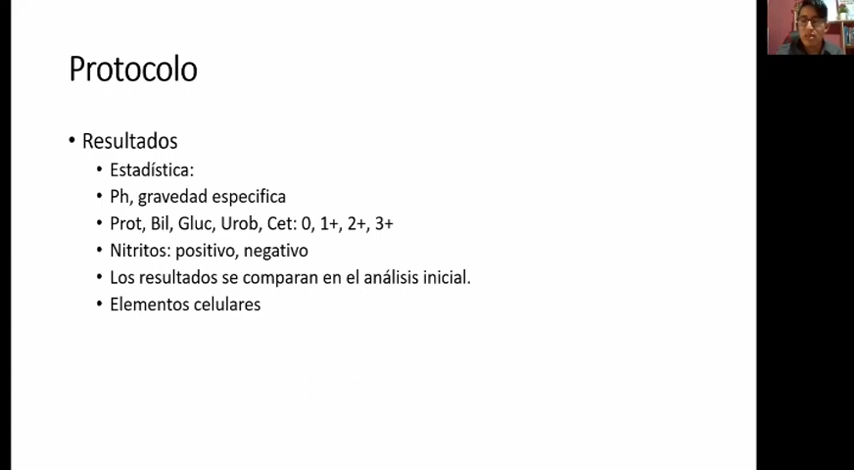 Protocolo
• Resultados
• Estadística:
• Ph, gravedad especifica
• Prot, Bil, Gluc, Urob, Cet: 0, 1+, 2+, 3+
• Nitritos: positivo, negativo
• Los resultados se comparan en el análisis inicial.
• Elementos celulares